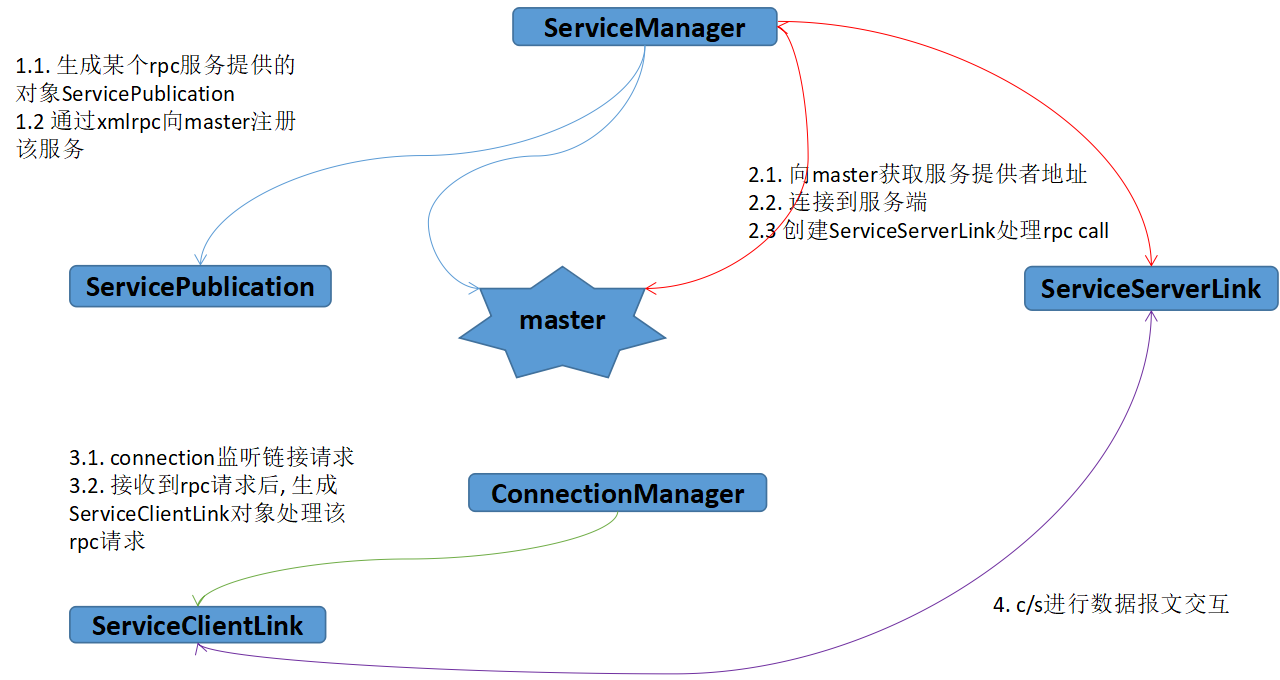 ServiceManager
1.1. 生成某个rpc服务提供的
对象ServicePublication
1.2 通过xmlrpc向master注册
该服务
2.1. 向master获取服务提供者地址
2.2. 连接到服务端
2.3 创建ServiceServerLink处理rpc call
ServicePublication
master
ServiceServerLink
3.1. connection监听链接请求
3.2. 接收到rpc请求后, 生成
ServiceClientLink对象处理该
rpc请求
ConnectionManager
ServiceClientLink
4. c/s进行数据报文交互